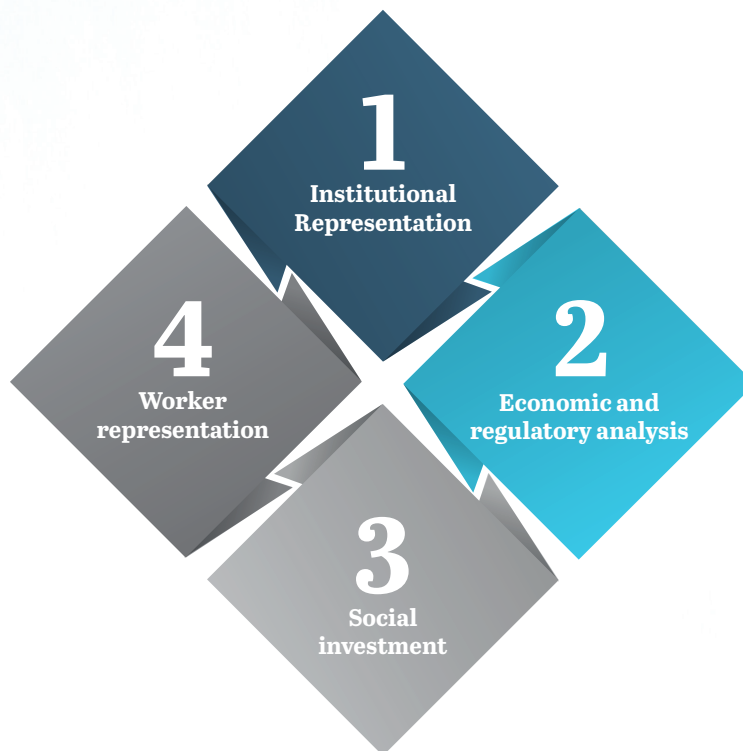 1
Institutional
Representation
2
Economic and
regulatory analysis
3
Social
investment
4
Worker
representation